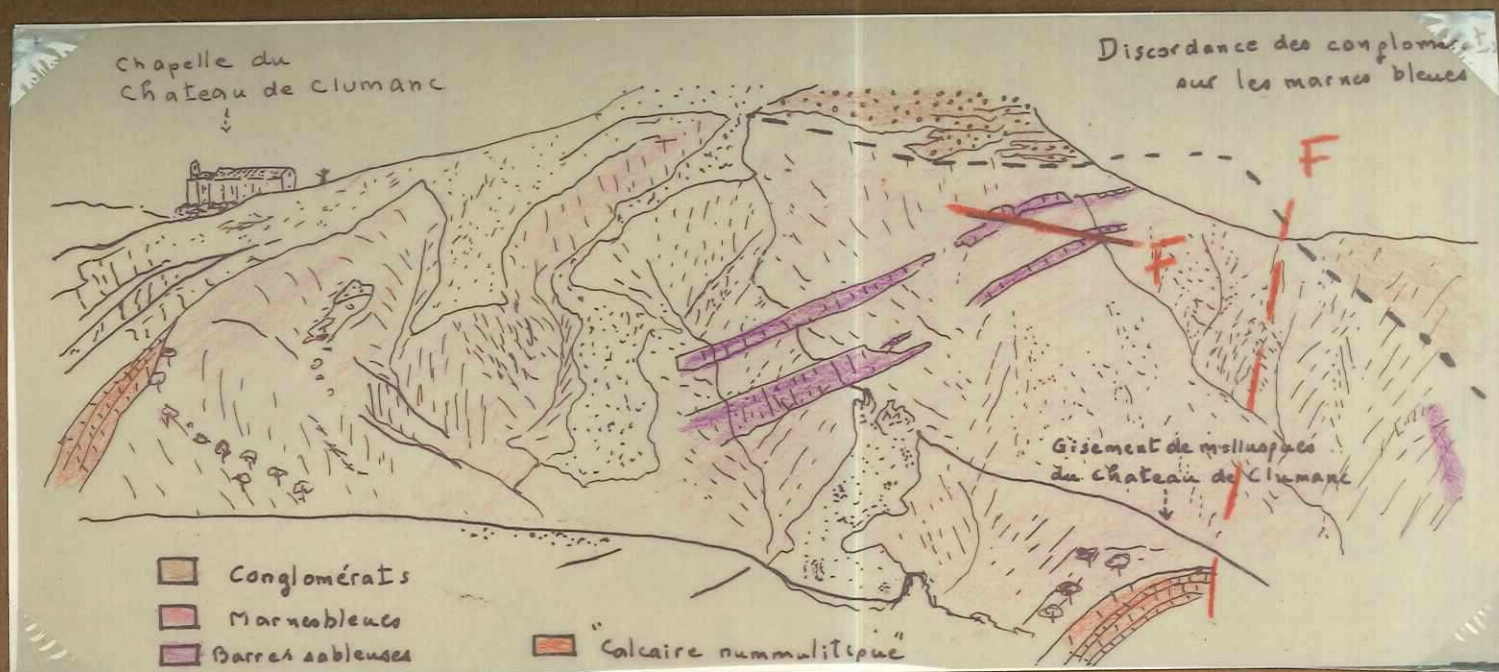 Chapelle du
Chateau de Clumanc
Discordance des
sur les marnes bleues
F
F
Gisement de mollusques
du chateau de Clumanc
Conglomérats
Marnes bleues
Barres sableuses
"Calcaire nummulitique"